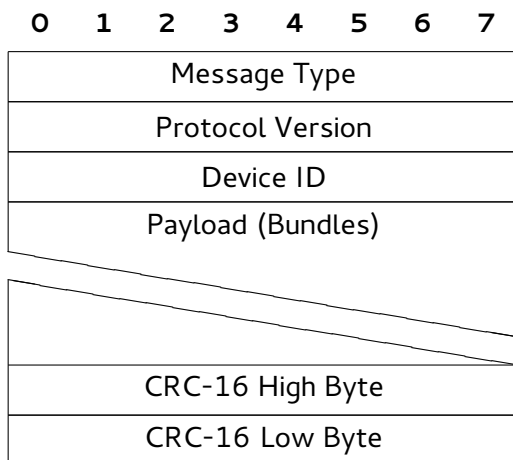 0 1 2 3 4 5 6 7
Message Type
Protocol Version
Device ID
Payload (Bundles)
CRC-16 High Byte
CRC-16 Low Byte